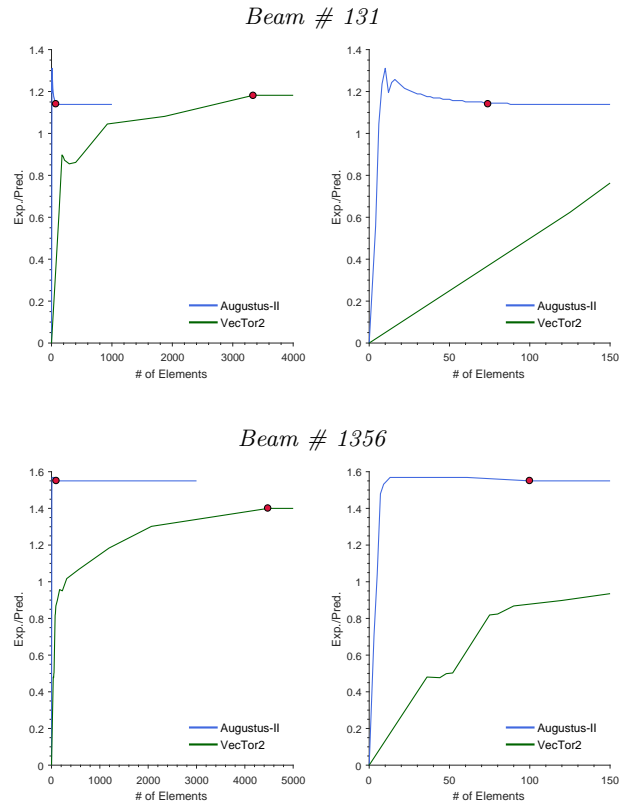 Beam # 131
1.4
1.2
1
0.8
0.6
0.4
0.2
0
Exp./Pred.
Augustus-II
VecTor2
0 1000 2000 3000 4000
# of Elements
1.4
1.2
1
0.8
0.6
0.4
0.2
0
Exp./Pred.
Augustus-II
VecTor2
0 50 100 150
# of Elements
Beam # 1356
1.6
1.4
1.2
1
0.8
0.6
0.4
0.2
0
Exp./Pred.
Augustus-II
VecTor2
0 1000 2000 3000 4000 5000
# of Elements
1.6
1.4
1.2
1
0.8
0.6
0.4
0.2
0
Exp./Pred.
Augustus-II
VecTor2
0 50 100 150
# of Elements